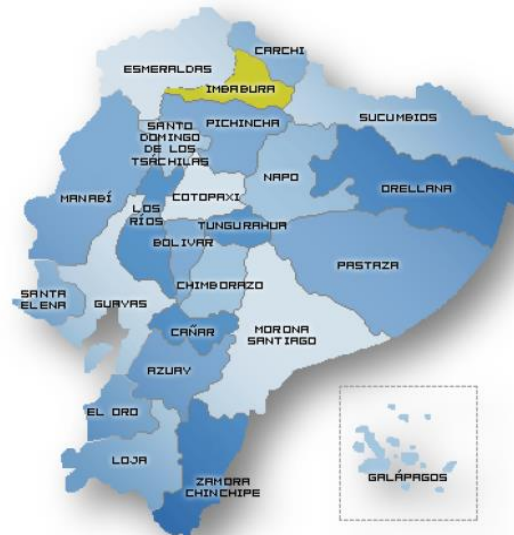 CARCHI
ESMERALDAS
IMBABURA
SUCUMBIOS
SANTO
DOMINGO
DE LOS
TSÁCHILAS
PICHINCHA
NAPO
ORELLANA
MANABÍ
COTOPAXI
LOS
RÍOS
TUNGURAHUA
BOLIVAR
PASTAZA
SANTA
ELENA
GUAYAS
CHIMBORAZO
CAÑAR
MORONA
SANTIAGO
AZUAY
EL ORO
LOJA
ZAMORA
CHINCHIPE
GALÁPAGOS